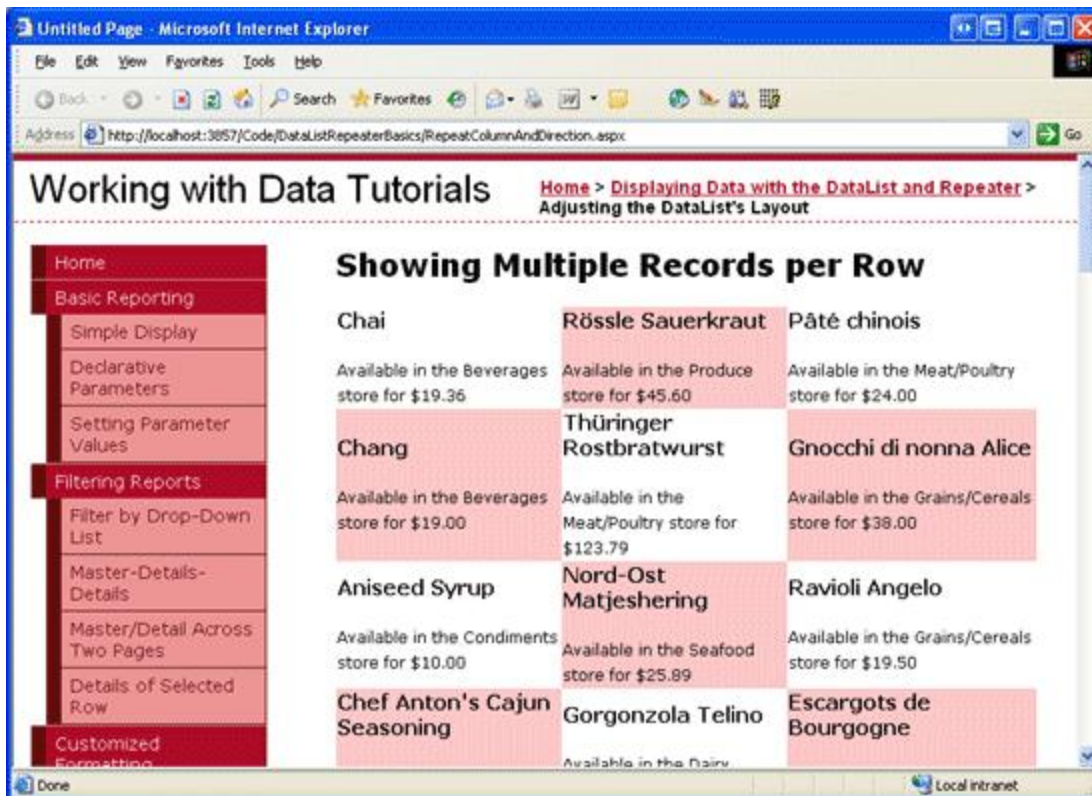 Untitled Page - Microsoft Internet Explorer
File Edit View Favorites Tools Help
Back Search Favorites
Address http://localhost:3857/Code/DataListRepeaterBasics/RepeatColumnAndDirection.aspx Go
Working with Data Tutorials
Home > Displaying Data with the DataList and Repeater >
Adjusting the DataList's Layout
Home
Basic Reporting
Simple Display
Declarative
Parameters
Setting Parameter
Values
Filtering Reports
Filter by Drop-Down
List
Master-Details-
Details
Master/Detail Across
Two Pages
Details of Selected
Row
Customized
Formatting
Showing Multiple Records per Row
Chai
Available in the Beverages
store for $19.36
Rössle Sauerkraut
Available in the Produce
store for $45.60
Pâté chinois
Available in the Meat/Poultry
store for $24.00
Chang
Available in the Beverages
store for $19.00
Thüringer
Rostbratwurst
Available in the
Meat/Poultry store for
$123.79
Gnocchi di nonna Alice
Available in the Grains/Cereals
store for $38.00
Aniseed Syrup
Available in the Condiments
store for $10.00
Nord-Ost
Matjeshering
Available in the Seafood
store for $25.89
Ravioli Angelo
Available in the Grains/Cereals
store for $19.50
Chef Anton's Cajun
Seasoning
Gorgonzola Telino
Available in the Dairy
Escargots de
Bourgogne
Done
Local intranet